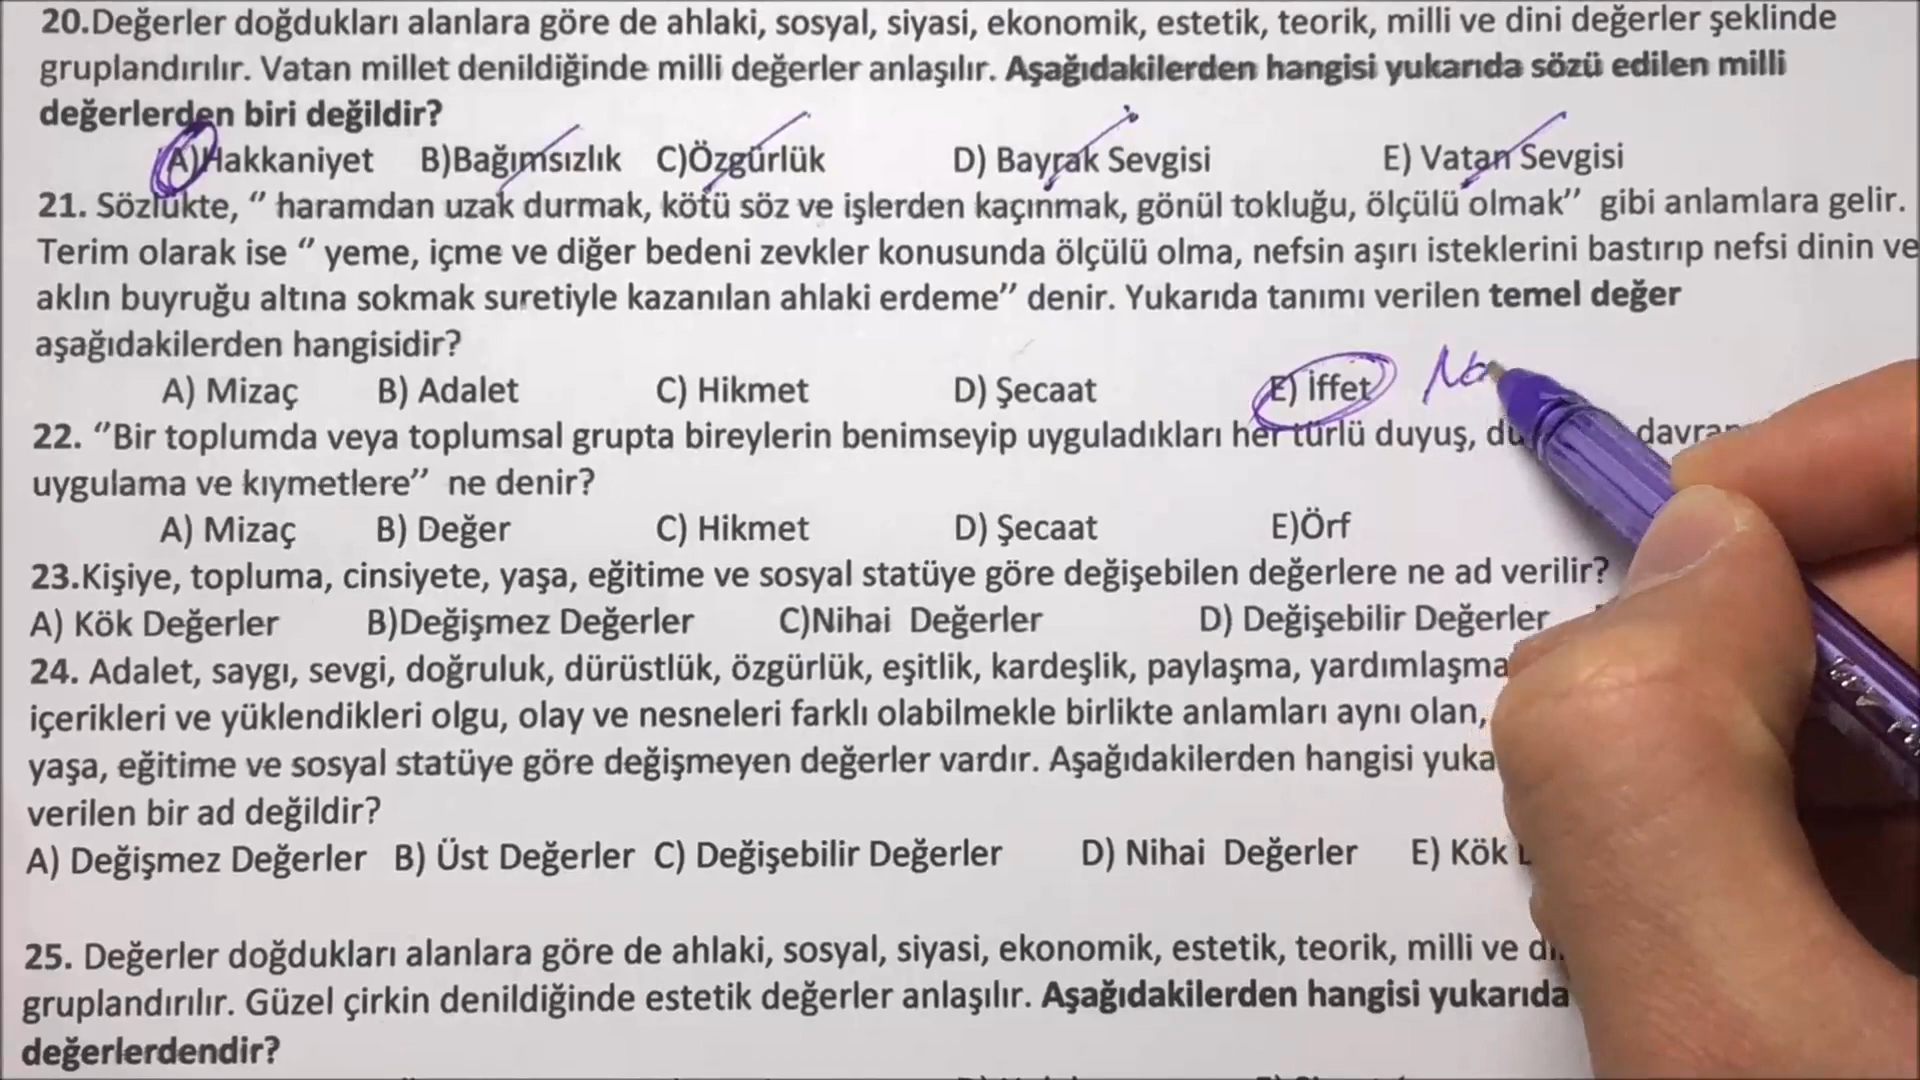 20.Değerler doğdukları alanlara göre de ahlaki, sosyal, siyasi, ekonomik, estetik, teorik, milli ve dini değerler şeklinde
gruplandırılır. Vatan millet denildiğinde milli değerler anlaşılır. Aşağıdakilerden hangisi yukarıda sözü edilen milli
değerlerden biri değildir?
A)Hakkaniyet B)Bağımsızlık C)Özgürlük D) Bayrak Sevgisi E) Vatan Sevgisi
21. Sözlükte, “ haramdan uzak durmak, kötü söz ve işlerden kaçınmak, gönül tokluğu, ölçülü olmak” gibi anlamlara gelir.
Terim olarak ise “ yeme, içme ve diğer bedeni zevkler konusunda ölçülü olma, nefsin aşırı isteklerini bastırıp nefsi dinin ve
aklın buyruğu altına sokmak suretiyle kazanılan ahlaki erdeme” denir. Yukarıda tanımı verilen temel değer
aşağıdakilerden hangisidir?
A) Mizaç B) Adalet C) Hikmet D) Şecaat E) İffet
22. “Bir toplumda veya toplumsal grupta bireylerin benimseyip uyguladıkları her türlü duyuş,
uygulama ve kıymetlere” ne denir?
A) Mizaç B) Değer C) Hikmet D) Şecaat E)Örf
23.Kişiye, topluma, cinsiyete, yaşa, eğitime ve sosyal statüye göre değişebilen değerlere ne ad verilir?
A) Kök Değerler B)Değişmez Değerler C)Nihai Değerler D) Değişebilir Değerler
24. Adalet, saygı, sevgi, doğruluk, dürüstlük, özgürlük, eşitlik, kardeşlik, paylaşma, yardımlaşma
içerikleri ve yüklendikleri olgu, olay ve nesneleri farklı olabilmekle birlikte anlamları aynı olan,
yaşa, eğitime ve sosyal statüye göre değişmeyen değerler vardır. Aşağıdakilerden hangisi yuka
verilen bir ad değildir?
A) Değişmez Değerler B) Üst Değerler C) Değişebilir Değerler D) Nihai Değerler E) Kök
25. Değerler doğdukları alanlara göre de ahlaki, sosyal, siyasi, ekonomik, estetik, teorik, milli ve
gruplandırılır. Güzel çirkin denildiğinde estetik değerler anlaşılır. Aşağıdakilerden hangisi yukarıda
değerlerdendir?